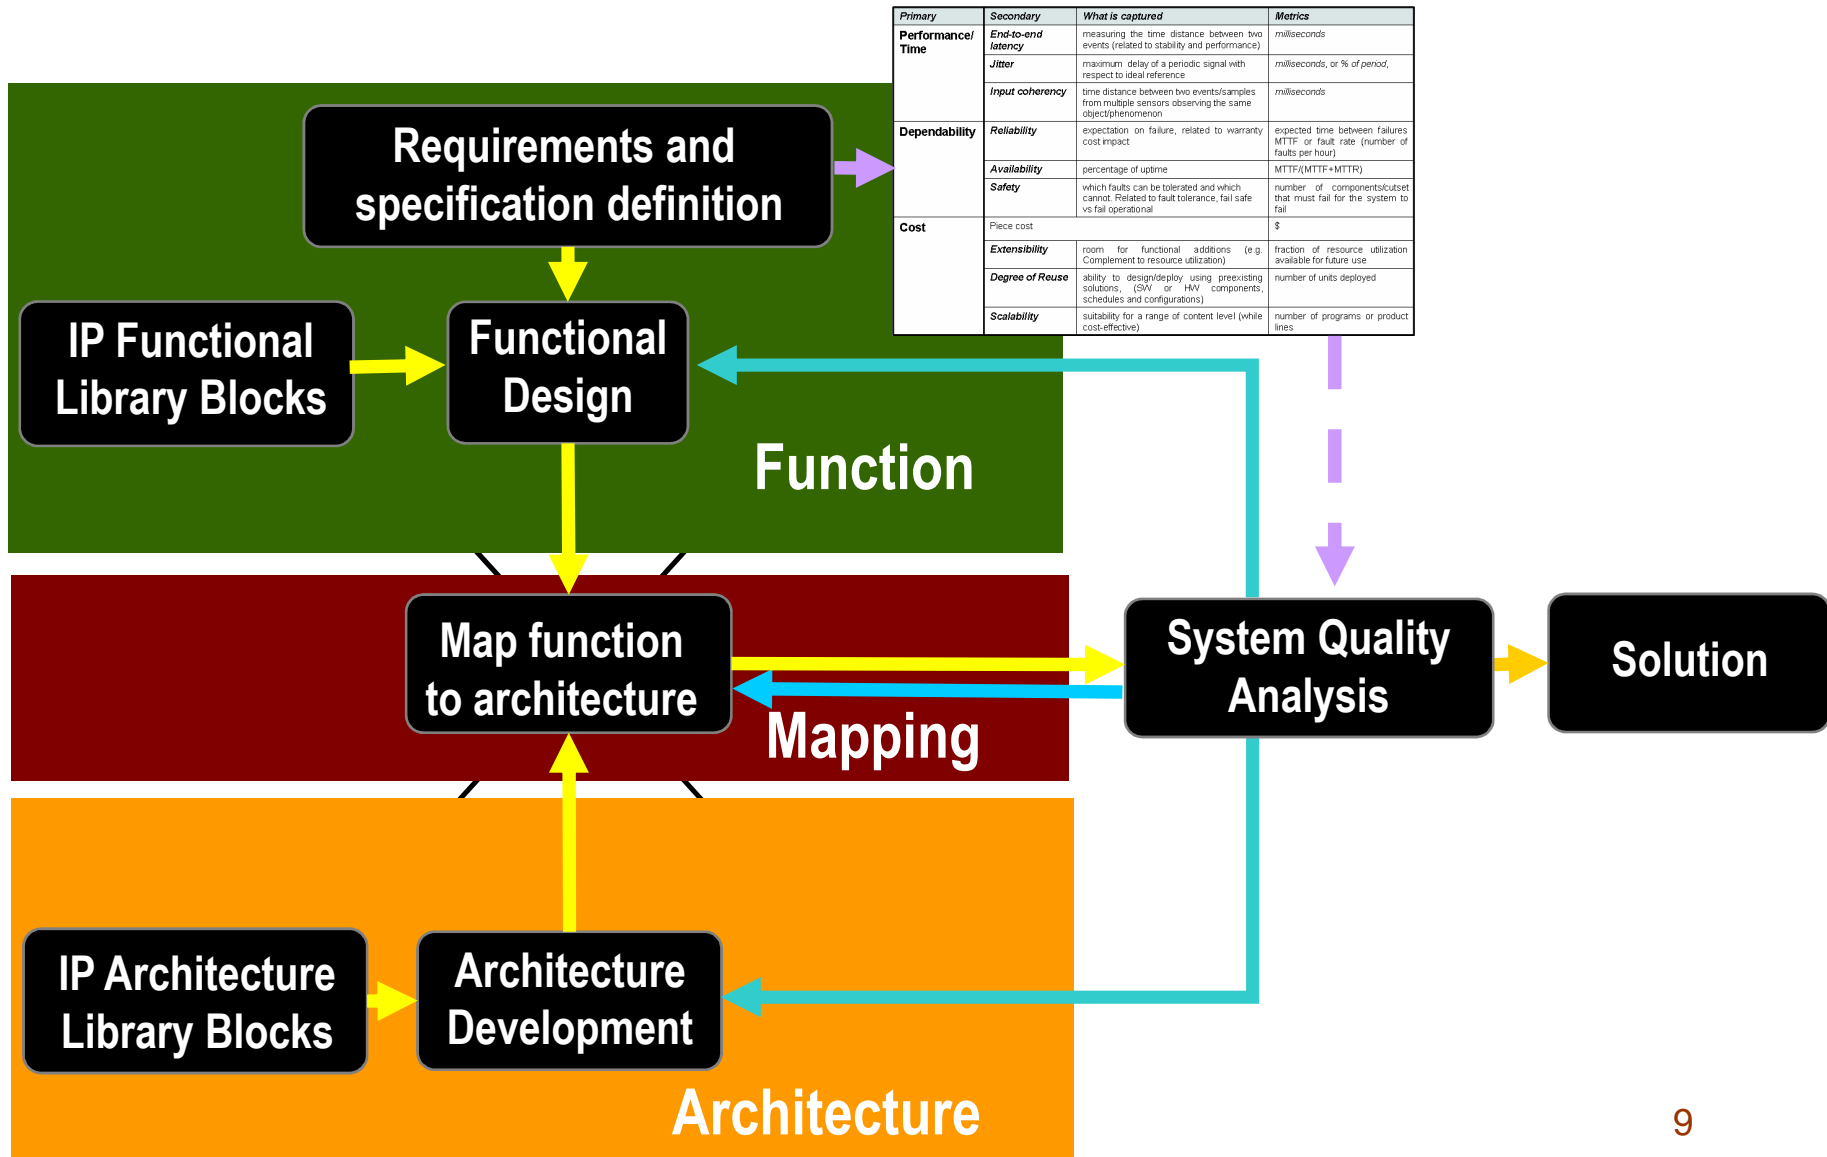 Primary Secondary What is captured Metrics
Performance/ Time End-to-end latency measuring the time distance between two events (related to stability and performance) milliseconds
Jitter maximum delay of a periodic signal with respect to ideal reference milliseconds, or % of period,
Input coherency time distance between two events/samples from multiple sensors observing the same object/phenomenon milliseconds
Dependability Reliability expectation on failure, related to warranty cost impact expected time between failures MTTF or fault rate (number of faults per hour)
Availability percentage of uptime MTTF/(MTTF+MTTR)
Safety which faults can be tolerated and which cannot. Related to fault tolerance, fail safe vs fail operational number of components/cutset that must fail for the system to fail
Cost Piece cost $
Extensibility room for functional additions (e.g. Complement to resource utilization) fraction of resource utilization available for future use
Degree of Reuse ability to design/deploy using preexisting solutions, (SW or HW components, schedules and configurations) number of units deployed
Scalability suitability for a range of content level (while cost-effective) number of programs or product lines
Requirements and
specification definition
IP Functional
Library Blocks
Functional
Design
Function
Map function
to architecture
Mapping
System Quality
Analysis
Solution
IP Architecture
Library Blocks
Architecture
Development
Architecture
9